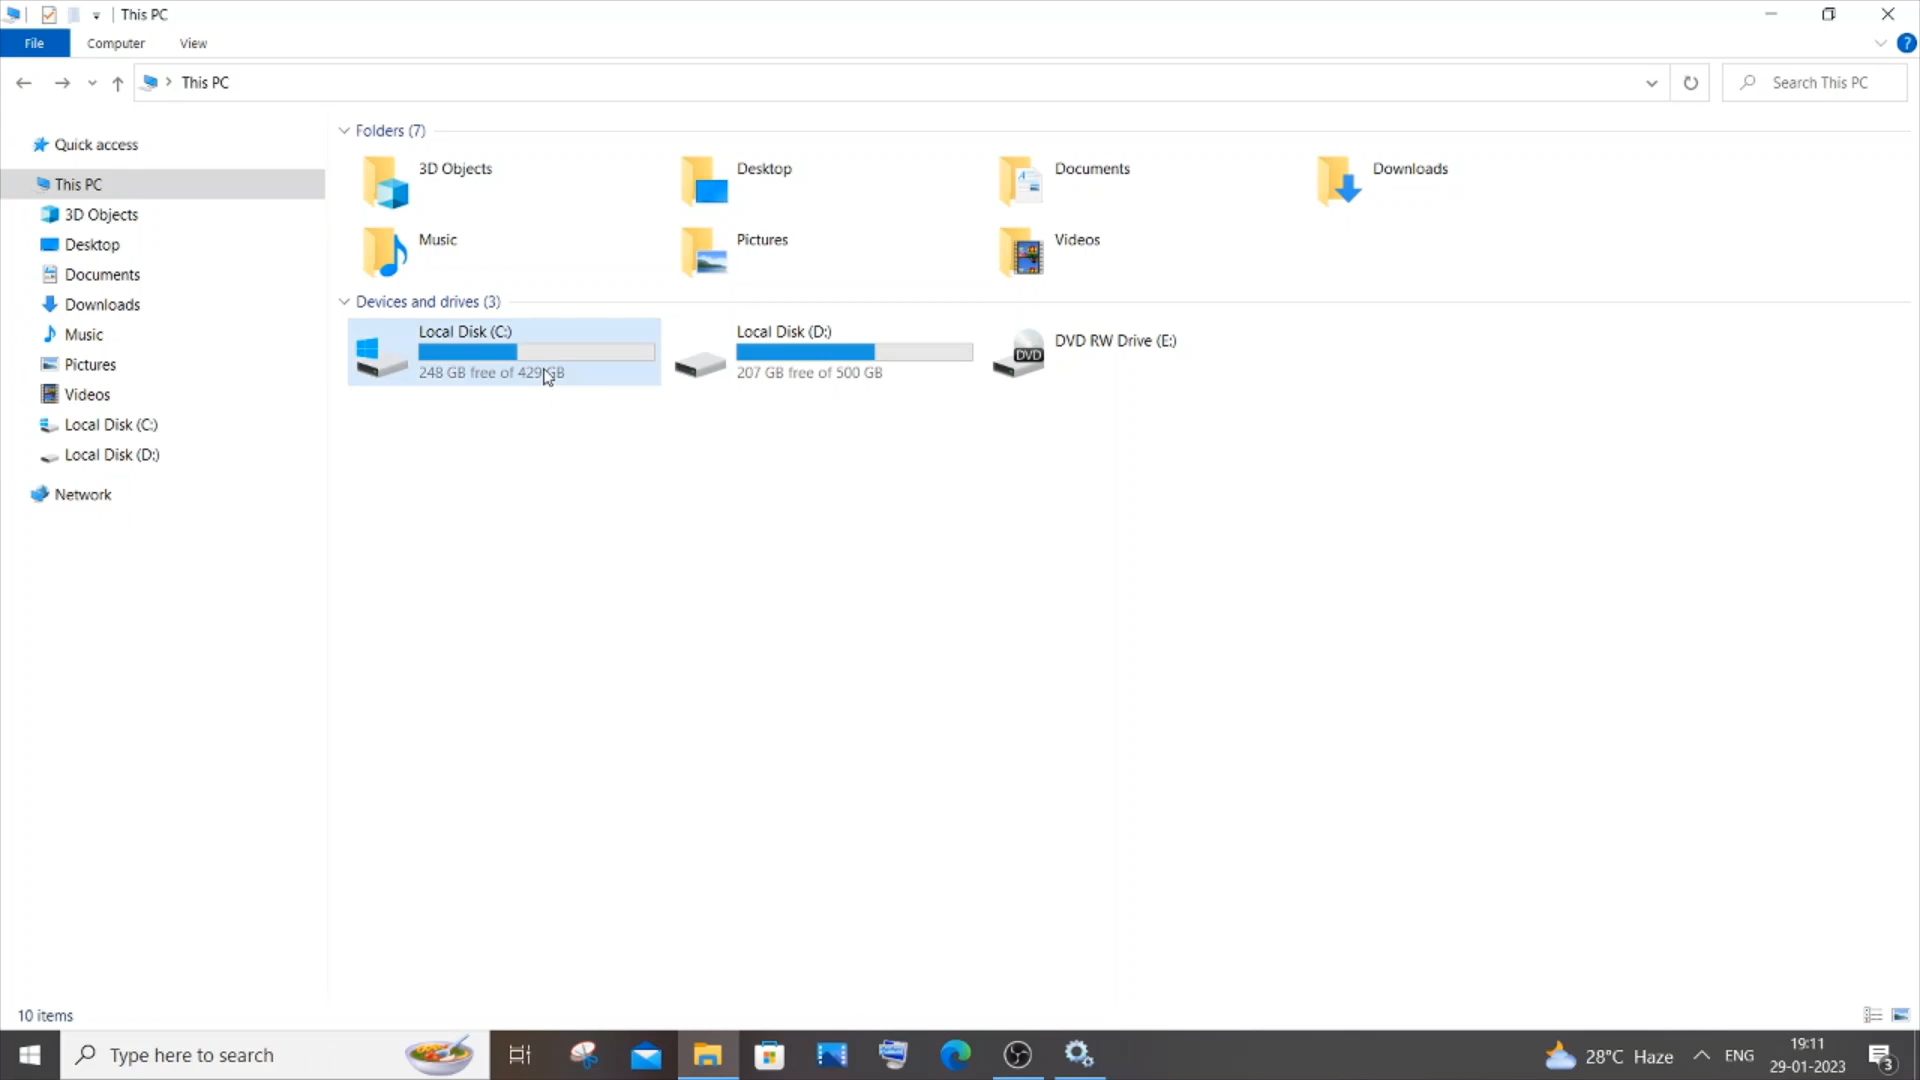 This PC
File Computer View
This PC
Search This PC
Quick access
This PC
3D Objects
Desktop
Documents
Downloads
Music
Pictures
Videos
Local Disk (C:)
Local Disk (D:)
Network
Folders (7)
3D Objects
Desktop
Documents
Downloads
Music
Pictures
Videos
Devices and drives (3)
Local Disk (C:)
248 GB free of 429 GB
Local Disk (D:)
207 GB free of 500 GB
DVD RW Drive (E:)
DVD
10 items
Type here to search
28°C Haze
ENG
19:11
29-01-2023
3